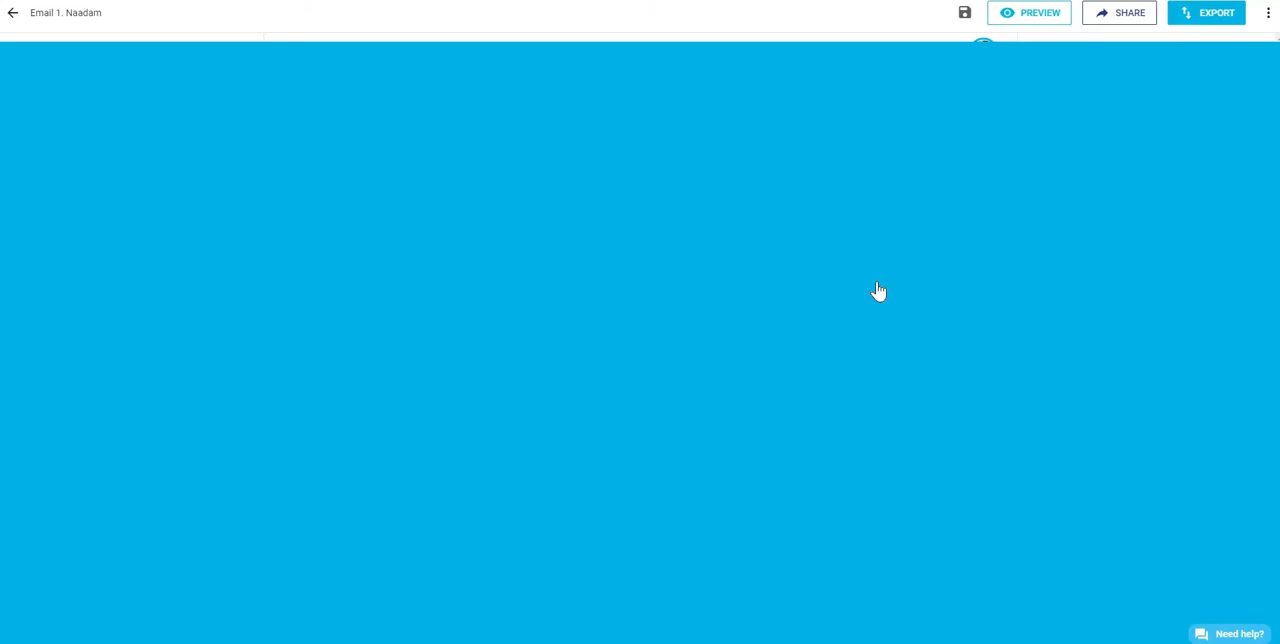 Email 1. Naadam
PREVIEW
SHARE
EXPORT
Need help?